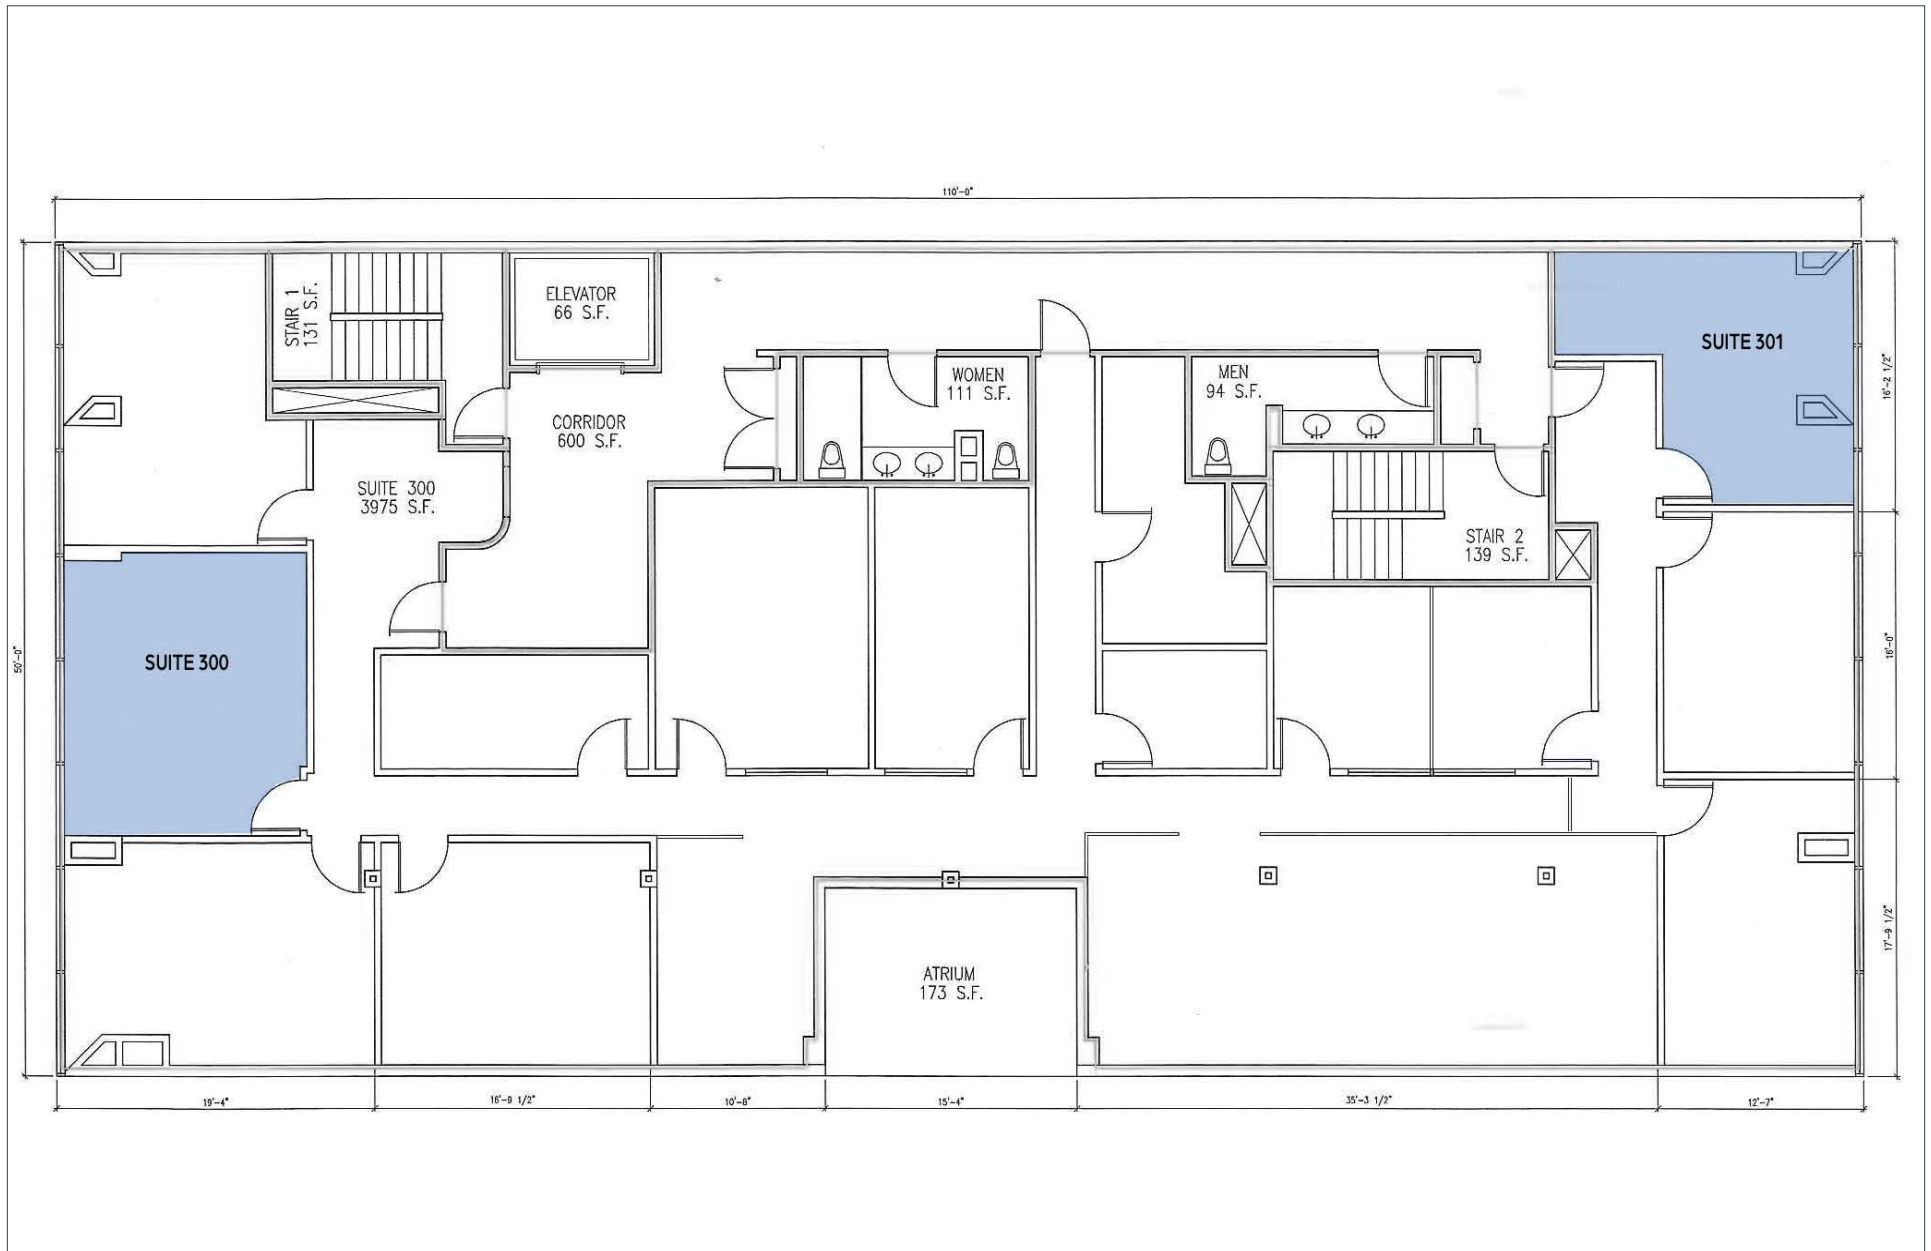 110'-0"
STAIR 1
131 S.F.
ELEVATOR
66 S.F.
SUITE 301
WOMEN
111 S.F.
MEN
94 S.F.
16'-2 1/2"
CORRIDOR
600 S.F.
SUITE 300
3975 S.F.
STAIR 2
139 S.F.
50'-0"
SUITE 300
16'-0"
ATRIUM
173 S.F.
17'-9 1/2"
19'-4"
16'-9 1/2"
10'-8"
15'-4"
35'-3 1/2"
12'-7"